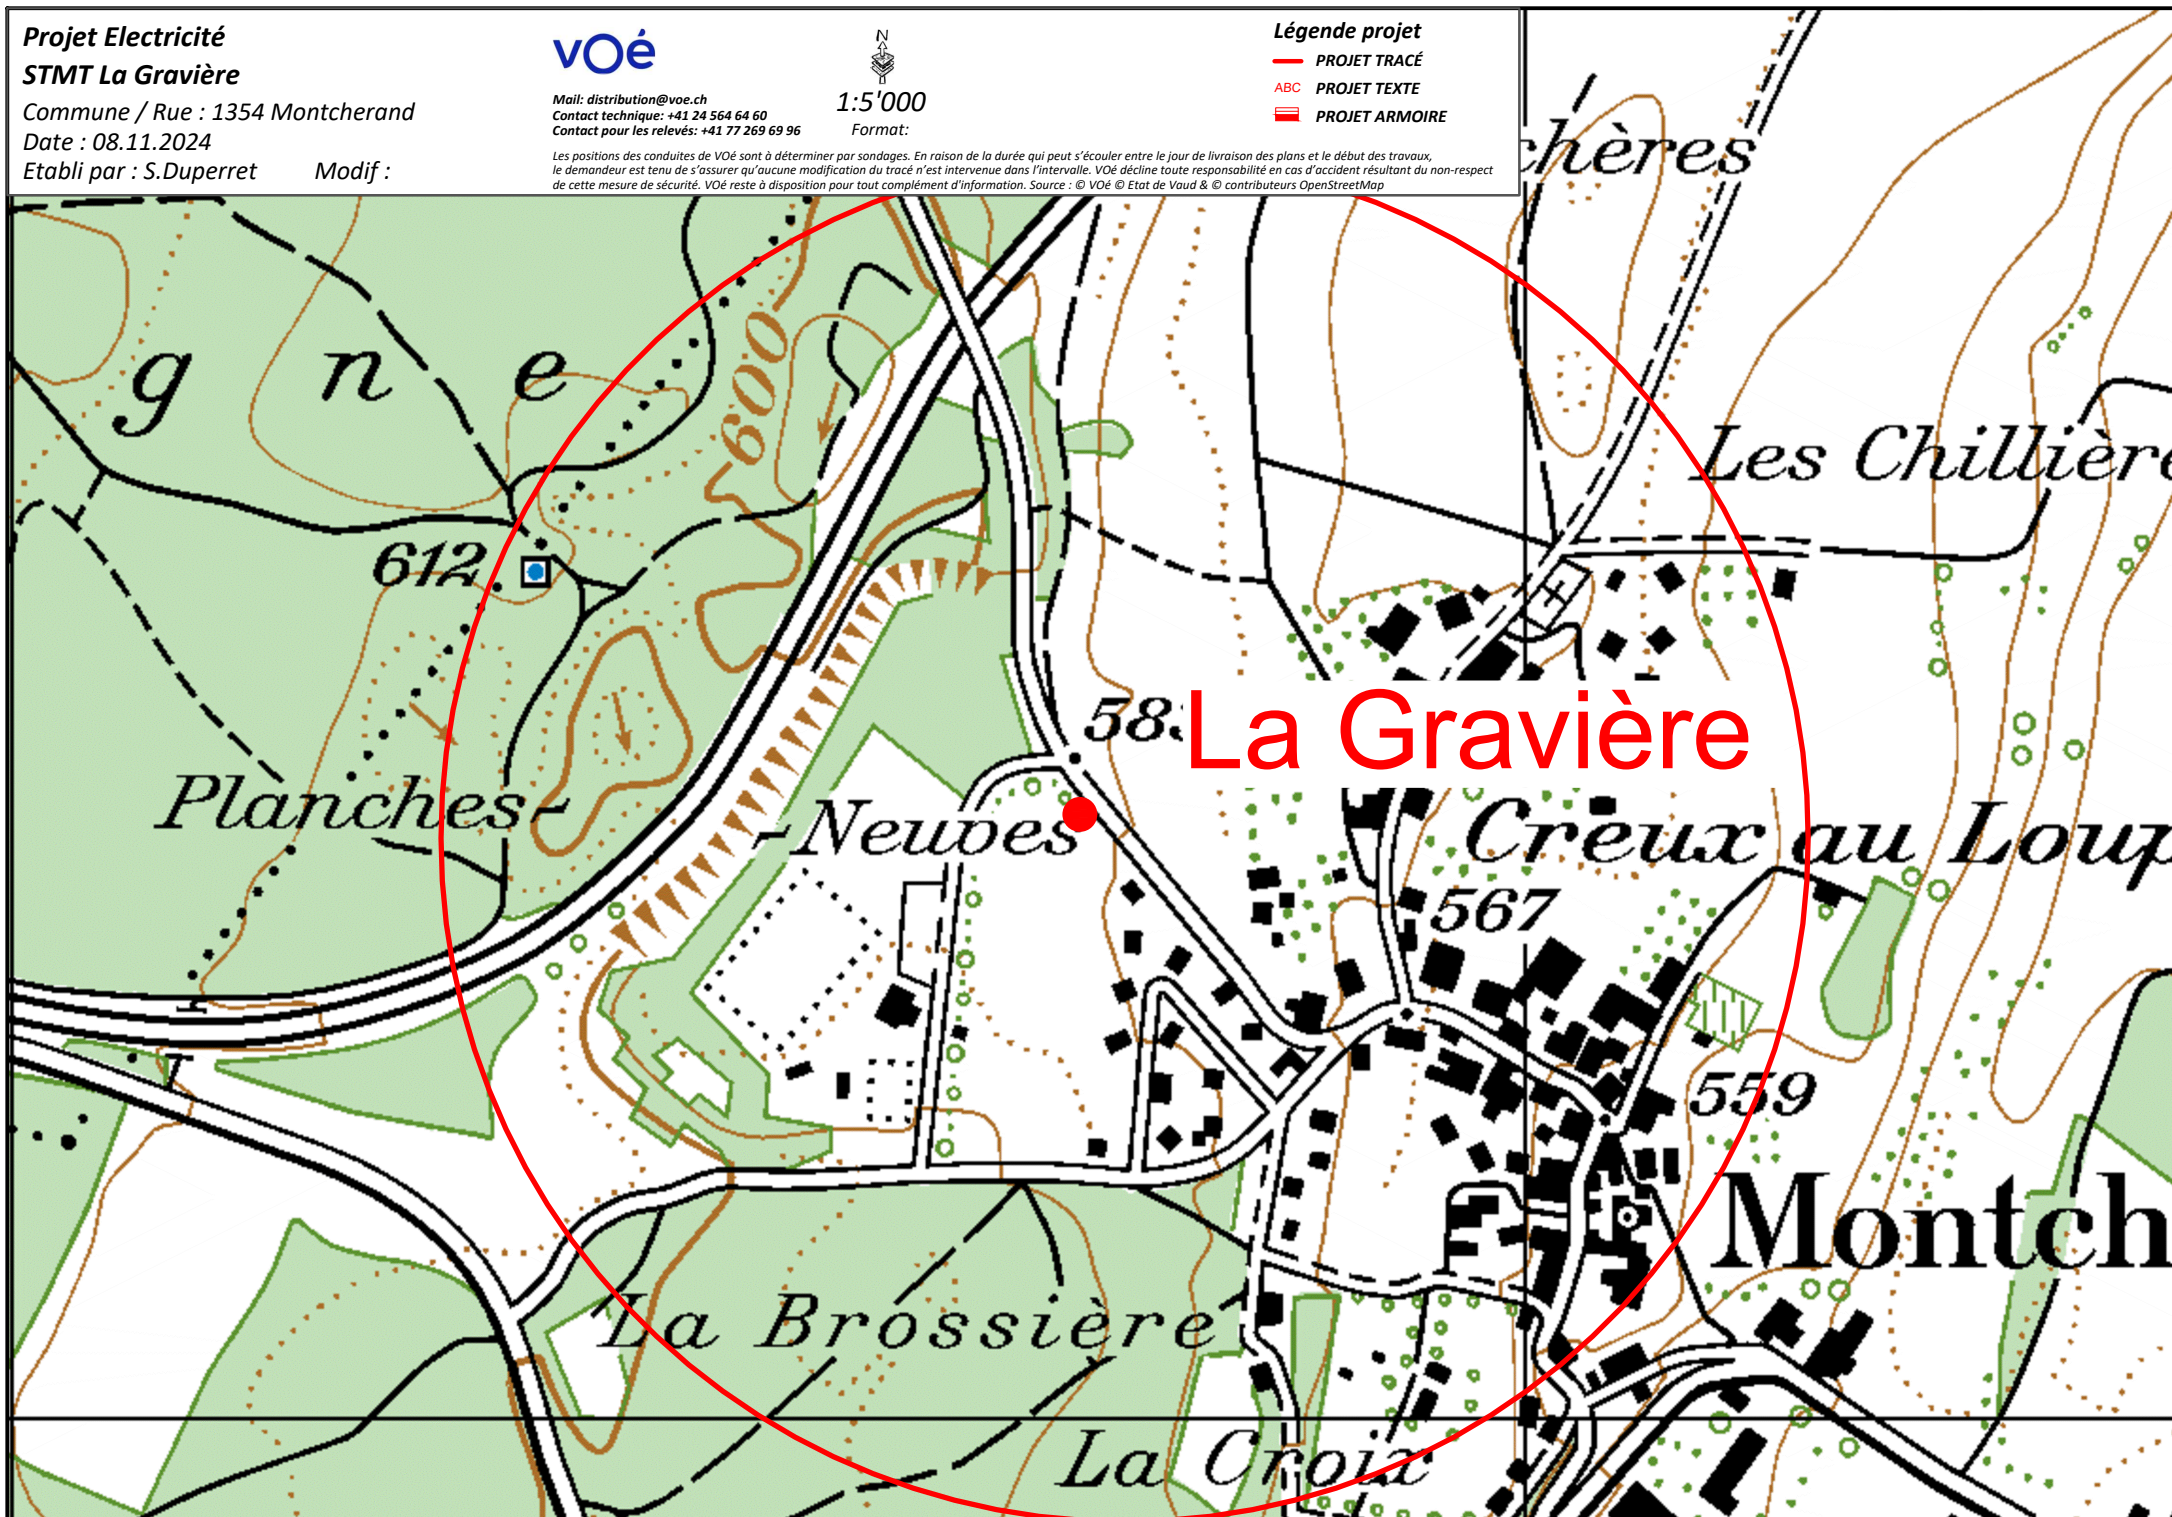 Projet Electricité
STMT La Gravière
Commune / Rue : 1354 Montcherand
Date : 08.11.2024
Etabli par : S.Duperret Modif :
vOé
Mail: distribution@voe.ch
Contact technique: +41 24 564 64 60
Contact pour les relevés: +41 77 269 69 96
N
1:5'000
Format:
Légende projet
PROJET TRACÉ
ABC PROJET TEXTE
PROJET ARMOIRE
Les positions des conduites de VOé sont à déterminer par sondages. En raison de la durée qui peut s'écouler entre le jour de livraison des plans et le début des travaux,
le demandeur est tenu de s'assurer qu'aucune modification du tracé n'est intervenue dans l'intervalle. VOé décline toute responsabilité en cas d'accident résultant du non-respect
de cette mesure de sécurité. VOé reste à disposition pour tout complément d'information. Source : © VOé © Etat de Vaud & © contributeurs OpenStreetMap
chères
g n e
600
Les Chillière
612
583
La Gravière
Planches-
-Neuves
Creux au Loup
567
559
Montch
La Brossière
La Croix